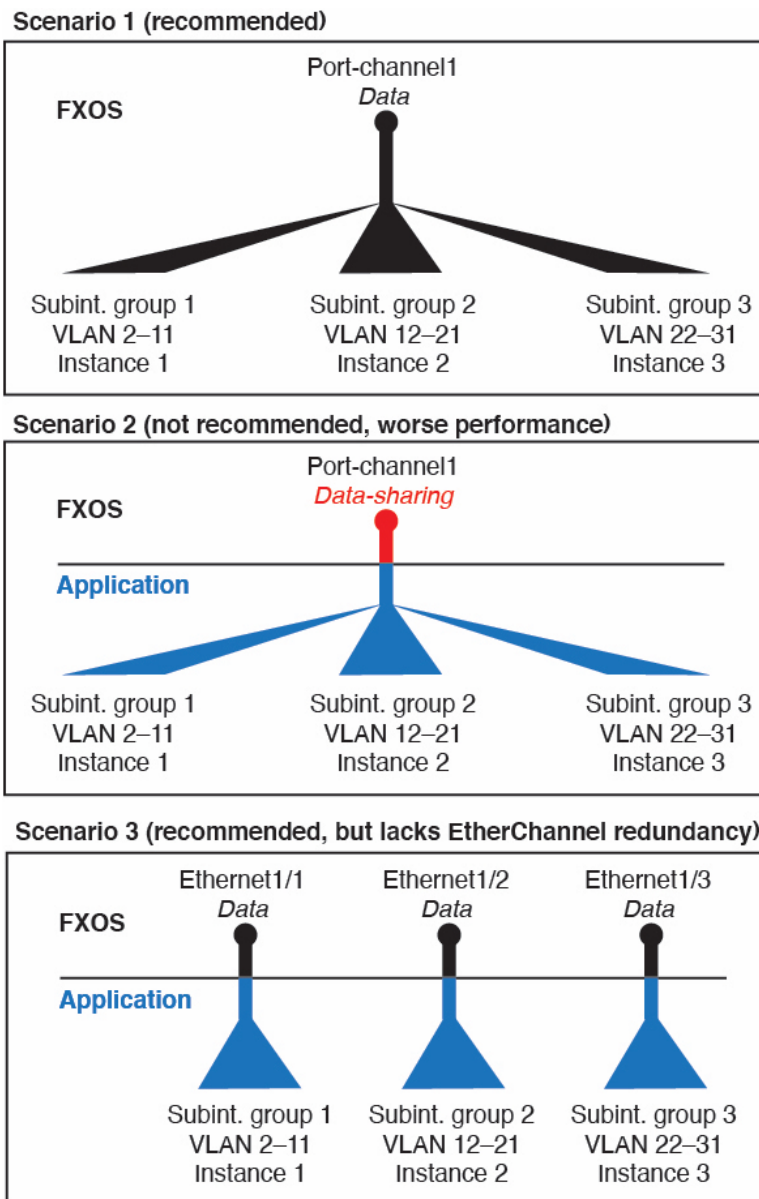 Scenario 1 (recommended)
Port-channel1
Data
FXOS
Subint. group 1
VLAN 2–11
Instance 1
Subint. group 2
VLAN 12–21
Instance 2
Subint. group 3
VLAN 22–31
Instance 3
Scenario 2 (not recommended, worse performance)
Port-channel1
Data-sharing
FXOS
Application
Subint. group 1
VLAN 2–11
Instance 1
Subint. group 2
VLAN 12–21
Instance 2
Subint. group 3
VLAN 22–31
Instance 3
Scenario 3 (recommended, but lacks EtherChannel redundancy)
Ethernet1/1
Data
Ethernet1/2
Data
Ethernet1/3
Data
FXOS
Application
Subint. group 1
VLAN 2–11
Instance 1
Subint. group 2
VLAN 12–21
Instance 2
Subint. group 3
VLAN 22–31
Instance 3